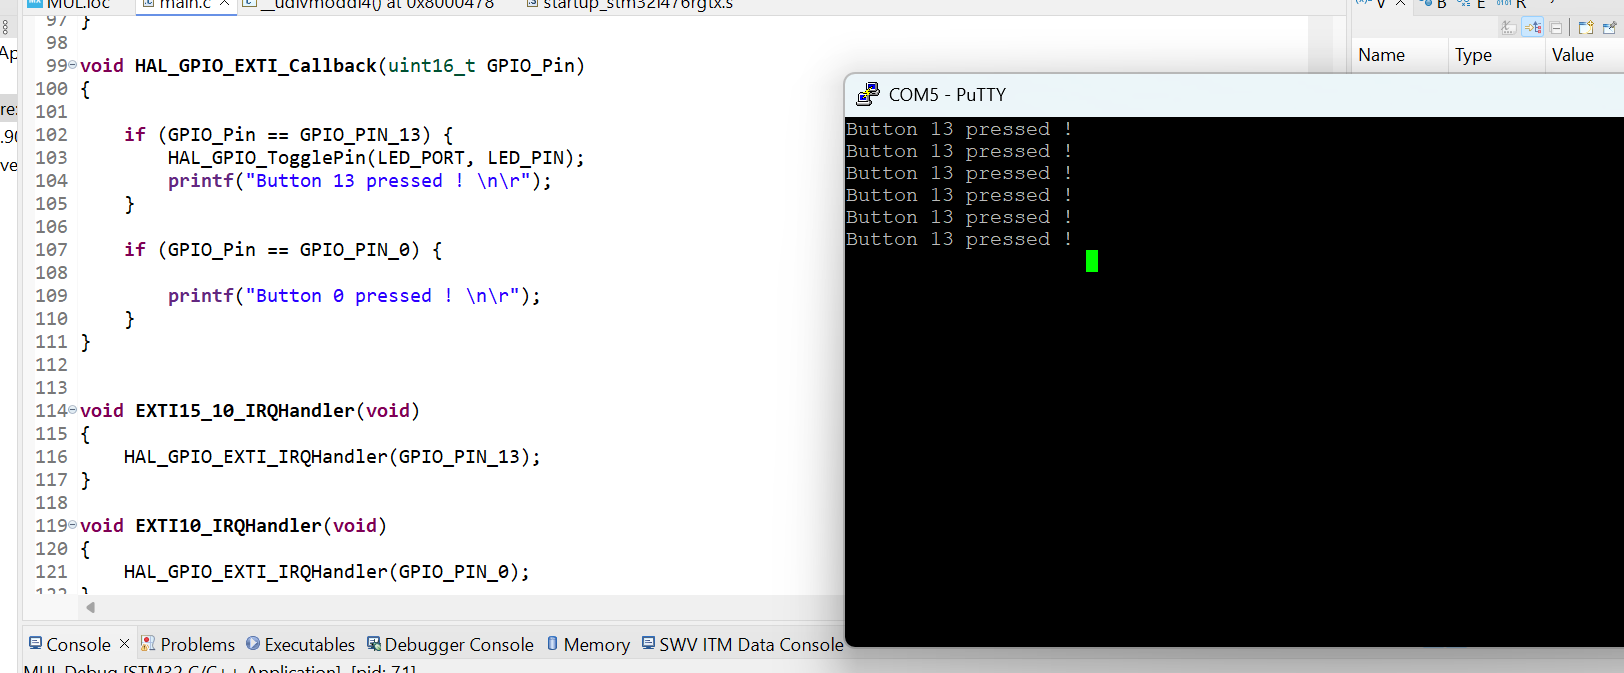 MUL.ioc main.c __udivmoddi4() at 0x8000478 startup_stm32l476rgtx.s
97 }
98
99 void HAL_GPIO_EXTI_Callback(uint16_t GPIO_Pin)
100 {
101
102 if (GPIO_Pin == GPIO_PIN_13) {
103 HAL_GPIO_TogglePin(LED_PORT, LED_PIN);
104 printf("Button 13 pressed ! \n\r");
105 }
106
107 if (GPIO_Pin == GPIO_PIN_0) {
108
109 printf("Button 0 pressed ! \n\r");
110 }
111 }
112
113
114 void EXTI15_10_IRQHandler(void)
115 {
116 HAL_GPIO_EXTI_IRQHandler(GPIO_PIN_13);
117 }
118
119 void EXTI10_IRQHandler(void)
120 {
121 HAL_GPIO_EXTI_IRQHandler(GPIO_PIN_0);
122 }
Ap
re:
.90
ve
V B E R
Name Type Value
COM5 - PuTTY
Button 13 pressed !
Button 13 pressed !
Button 13 pressed !
Button 13 pressed !
Button 13 pressed !
Button 13 pressed !
Console Problems Executables Debugger Console Memory SWV ITM Data Console
MUL Debug [STM32 C/C++ Application] [pid: 71]